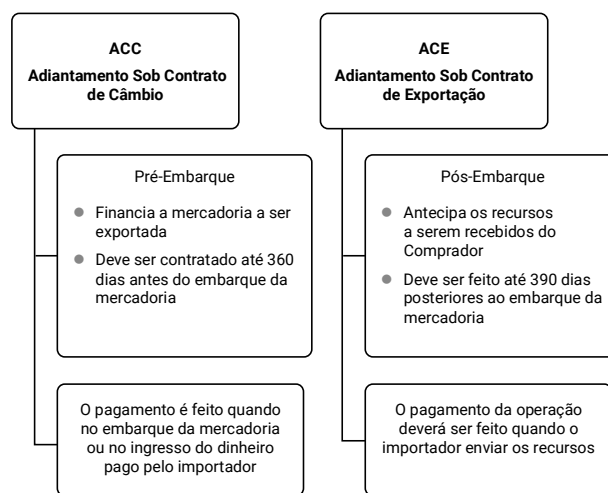 ACC
Adiantamento Sob Contrato
de Câmbio
Pré-Embarque
Financia a mercadoria a ser
exportada
Deve ser contratado até 360
dias antes do embarque da
mercadoria
O pagamento é feito quando
no embarque da mercadoria
ou no ingresso do dinheiro
pago pelo importador
ACE
Adiantamento Sob Contrato
de Exportação
Pós-Embarque
Antecipa os recursos
a serem recebidos do
Comprador
Deve ser feito até 390 dias
posteriores ao embarque da
mercadoria
O pagamento da operação
deverá ser feito quando o
importador enviar os recursos